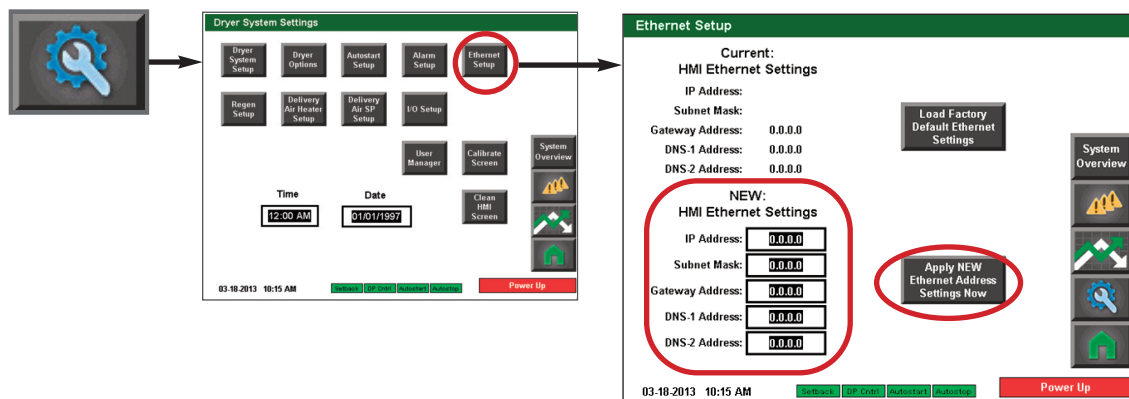 Dryer System Settings
Dryer
System
Setup
Dryer
Options
Autostart
Setup
Alarm
Setup
Ethernet
Setup
Regen
Setup
Delivery
Air Heater
Setup
Delivery
Air SP
Setup
I/O Setup
User
Manager
Calibrate
Screen
System
Overview
Time
Date
12:00 AM
01/01/1997
Clean
HMI
Screen
03-18-2013 10:15 AM
Setback
DP Cntrl
Autostart
Autostop
Power Up
Ethernet Setup
Current:
HMI Ethernet Settings
IP Address:
Subnet Mask:
Gateway Address: 0.0.0.0
DNS-1 Address: 0.0.0.0
DNS-2 Address: 0.0.0.0
Load Factory
Default Ethernet
Settings
System
Overview
NEW:
HMI Ethernet Settings
IP Address: 0.0.0.0
Subnet Mask: 0.0.0.0
Gateway Address: 0.0.0.0
DNS-1 Address: 0.0.0.0
DNS-2 Address: 0.0.0.0
Apply NEW
Ethernet Address
Settings Now
03-18-2013 10:15 AM
Setback
DP Cntrl
Autostart
Autostop
Power Up